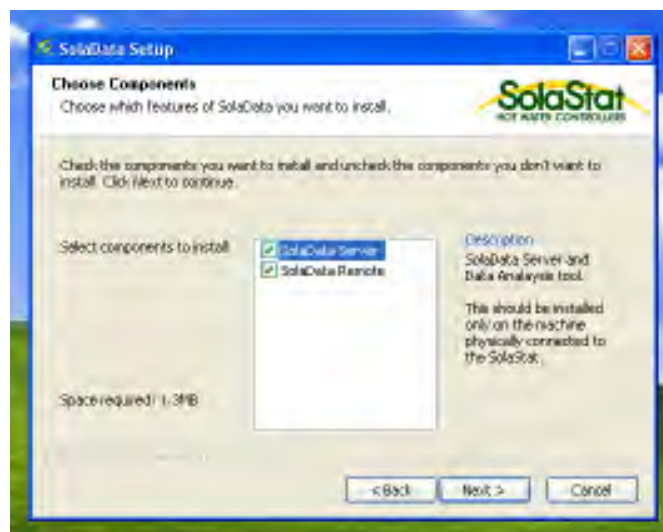 SolaData Setup
Choose Components
Choose which features of SolaData you want to install.
SolaStat
HOT WATER CONTROLLERS
Check the components you want to install and uncheck the components you don't want to
install. Click Next to continue.
Select components to install:
SolaData Server
SolaData Remote
Description
SolaData Server and
Data Analaysis tool.
This should be installed
only on the machine
physically connected to
the SolaStat.
Space required: 1.3MB
< Back
Next >
Cancel